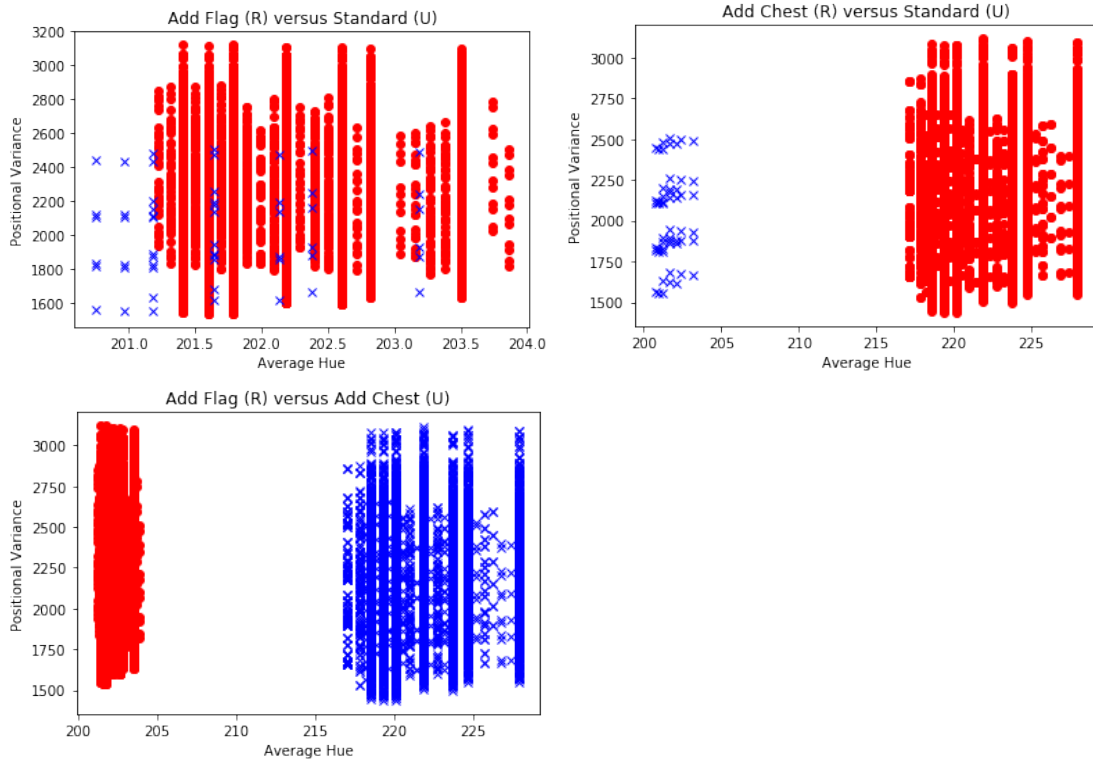 Add Flag (R) versus Standard (U)
3200
3000
2800
2600
2400
2200
2000
1800
1600
Positional Variance
201.0 201.5 202.0 202.5 203.0 203.5 204.0
Average Hue
Add Chest (R) versus Standard (U)
3000
2750
2500
2250
2000
1750
1500
Positional Variance
200 205 210 215 220 225
Average Hue
Add Flag (R) versus Add Chest (U)
3000
2750
2500
2250
2000
1750
1500
Positional Variance
200 205 210 215 220 225
Average Hue